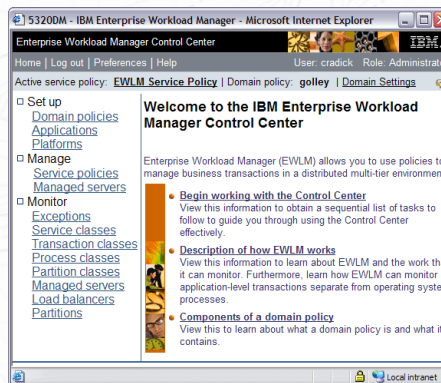 5320DM - IBM Enterprise Workload Manager - Microsoft Internet Explorer
Enterprise Workload Manager Control Center
IBM
Home | Log out | Preferences | Help User: cradick Role: Administrat
Active service policy: EWLM Service Policy | Domain policy: golley | Domain Settings
Set up
Domain policies
Applications
Platforms
Manage
Service policies
Managed servers
Monitor
Exceptions
Service classes
Transaction classes
Process classes
Partition classes
Managed servers
Load balancers
Partitions
Welcome to the IBM Enterprise Workload
Manager Control Center
Enterprise Workload Manager (EWLM) allows you to use policies to
manage business transactions in a distributed multi-tier environmen
Begin working with the Control Center
View this information to obtain a sequential list of tasks to
follow to guide you through using the Control Center
effectively.
Description of how EWLM works
View this information to learn about EWLM and the work tha
it can monitor. Furthermore, learn how EWLM can monitor
application-level transactions separate from operating syste
processes.
Components of a domain policy
View this to learn about what a domain policy is and what it
contains.
Local intranet